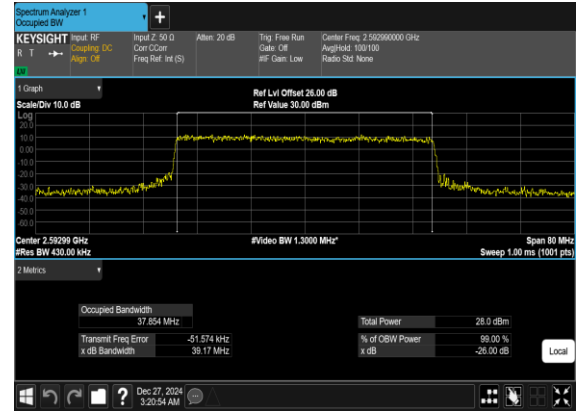 Spectrum Analyzer 1
Occupied BW
+
KEYSIGHT
R T
LV
Input: RF
Coupling: DC
Align: Off
Input Z: 50 Ω
Corr CCorr
Freq Ref: Int (S)
Atten: 20 dB
Trig: Free Run
Gate: Off
#IF Gain: Low
Center Freq: 2.592990000 GHz
Avg|Hold: 100/100
Radio Std: None
1 Graph
Scale/Div 10.0 dB
Ref Lvl Offset 26.00 dB
Ref Value 30.00 dBm
Log
20.0
10.0
0.00
-10.0
-20.0
-30.0
-40.0
-50.0
-60.0
Center 2.59299 GHz
#Res BW 430.00 kHz
#Video BW 1.3000 MHz*
Span 80 MHz
Sweep 1.00 ms (1001 pts)
2 Metrics
Occupied Bandwidth
37.854 MHz
Transmit Freq Error -51.574 kHz
x dB Bandwidth 39.17 MHz
Total Power 28.0 dBm
% of OBW Power 99.00 %
x dB -26.00 dB
Local
?
Dec 27, 2024
3:20:54 AM